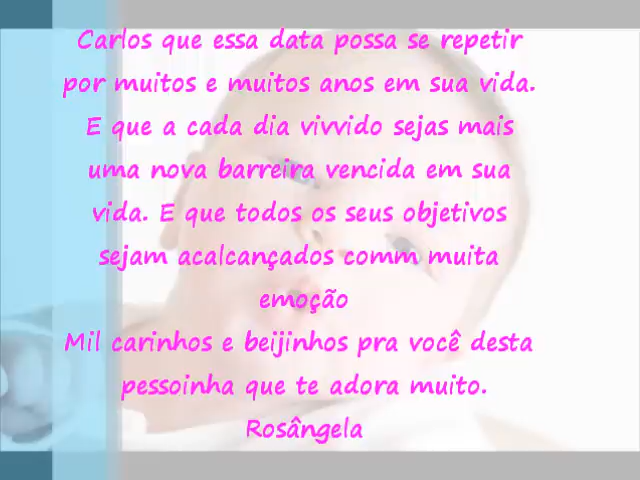 Carlos que essa data possa se repetir
por muitos e muitos anos em sua vida.
E que a cada dia vivvido sejas mais
uma nova barreira vencida em sua
vida. E que todos os seus objetivos
sejam acalcançados comm muita
emoção
Mil carinhos e beijinhos pra você desta
pessoinha que te adora muito.
Rosângela